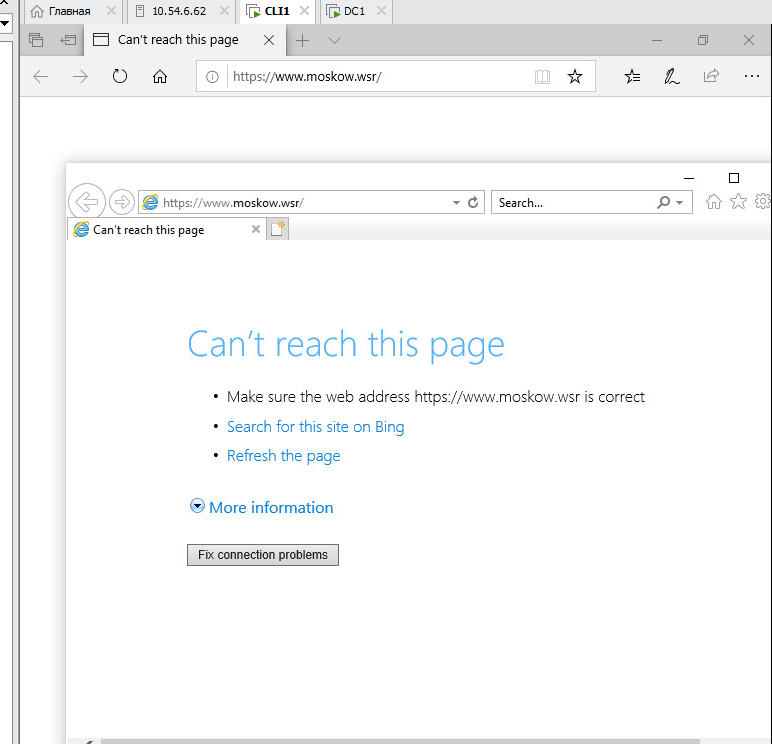 Главная 10.54.6.62 CLI1 DC1
Can't reach this page
https://www.moskow.wsr/
https://www.moskow.wsr/ Search...
Can't reach this page
Can't reach this page
Make sure the web address https://www.moskow.wsr is correct
Search for this site on Bing
Refresh the page
More information
Fix connection problems